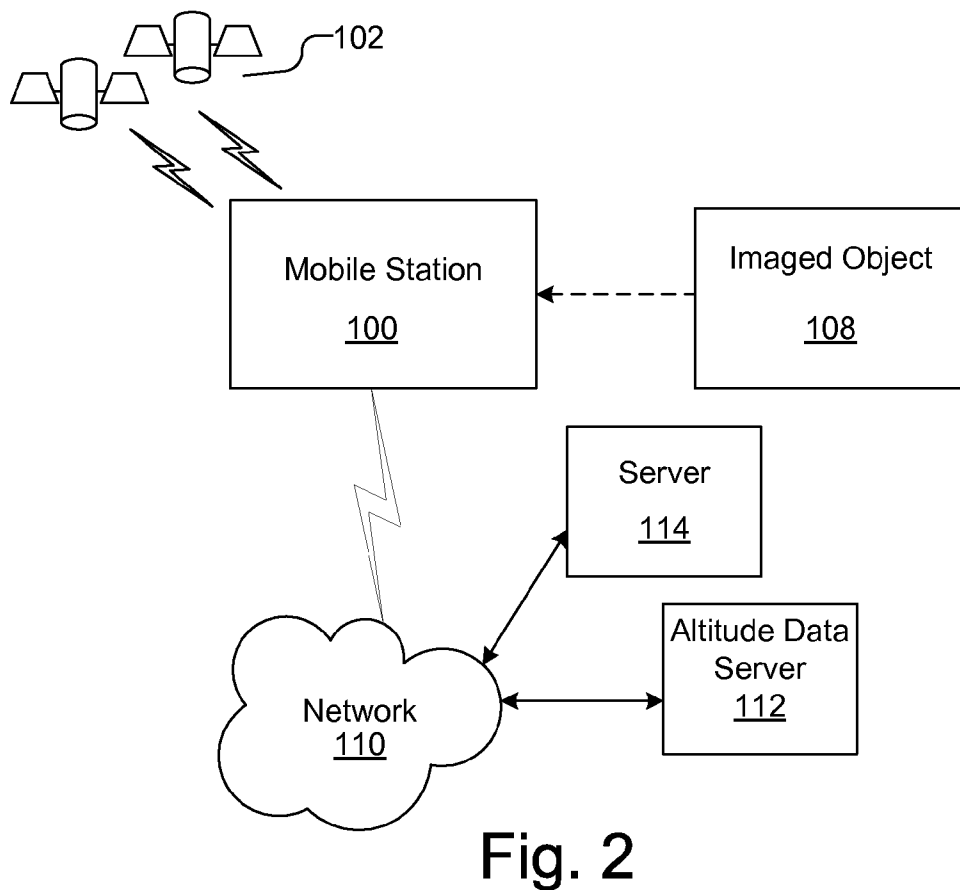 102
Mobile Station
100
Imaged Object
108
Server
114
Altitude Data
Server
112
Network
110
Fig. 2